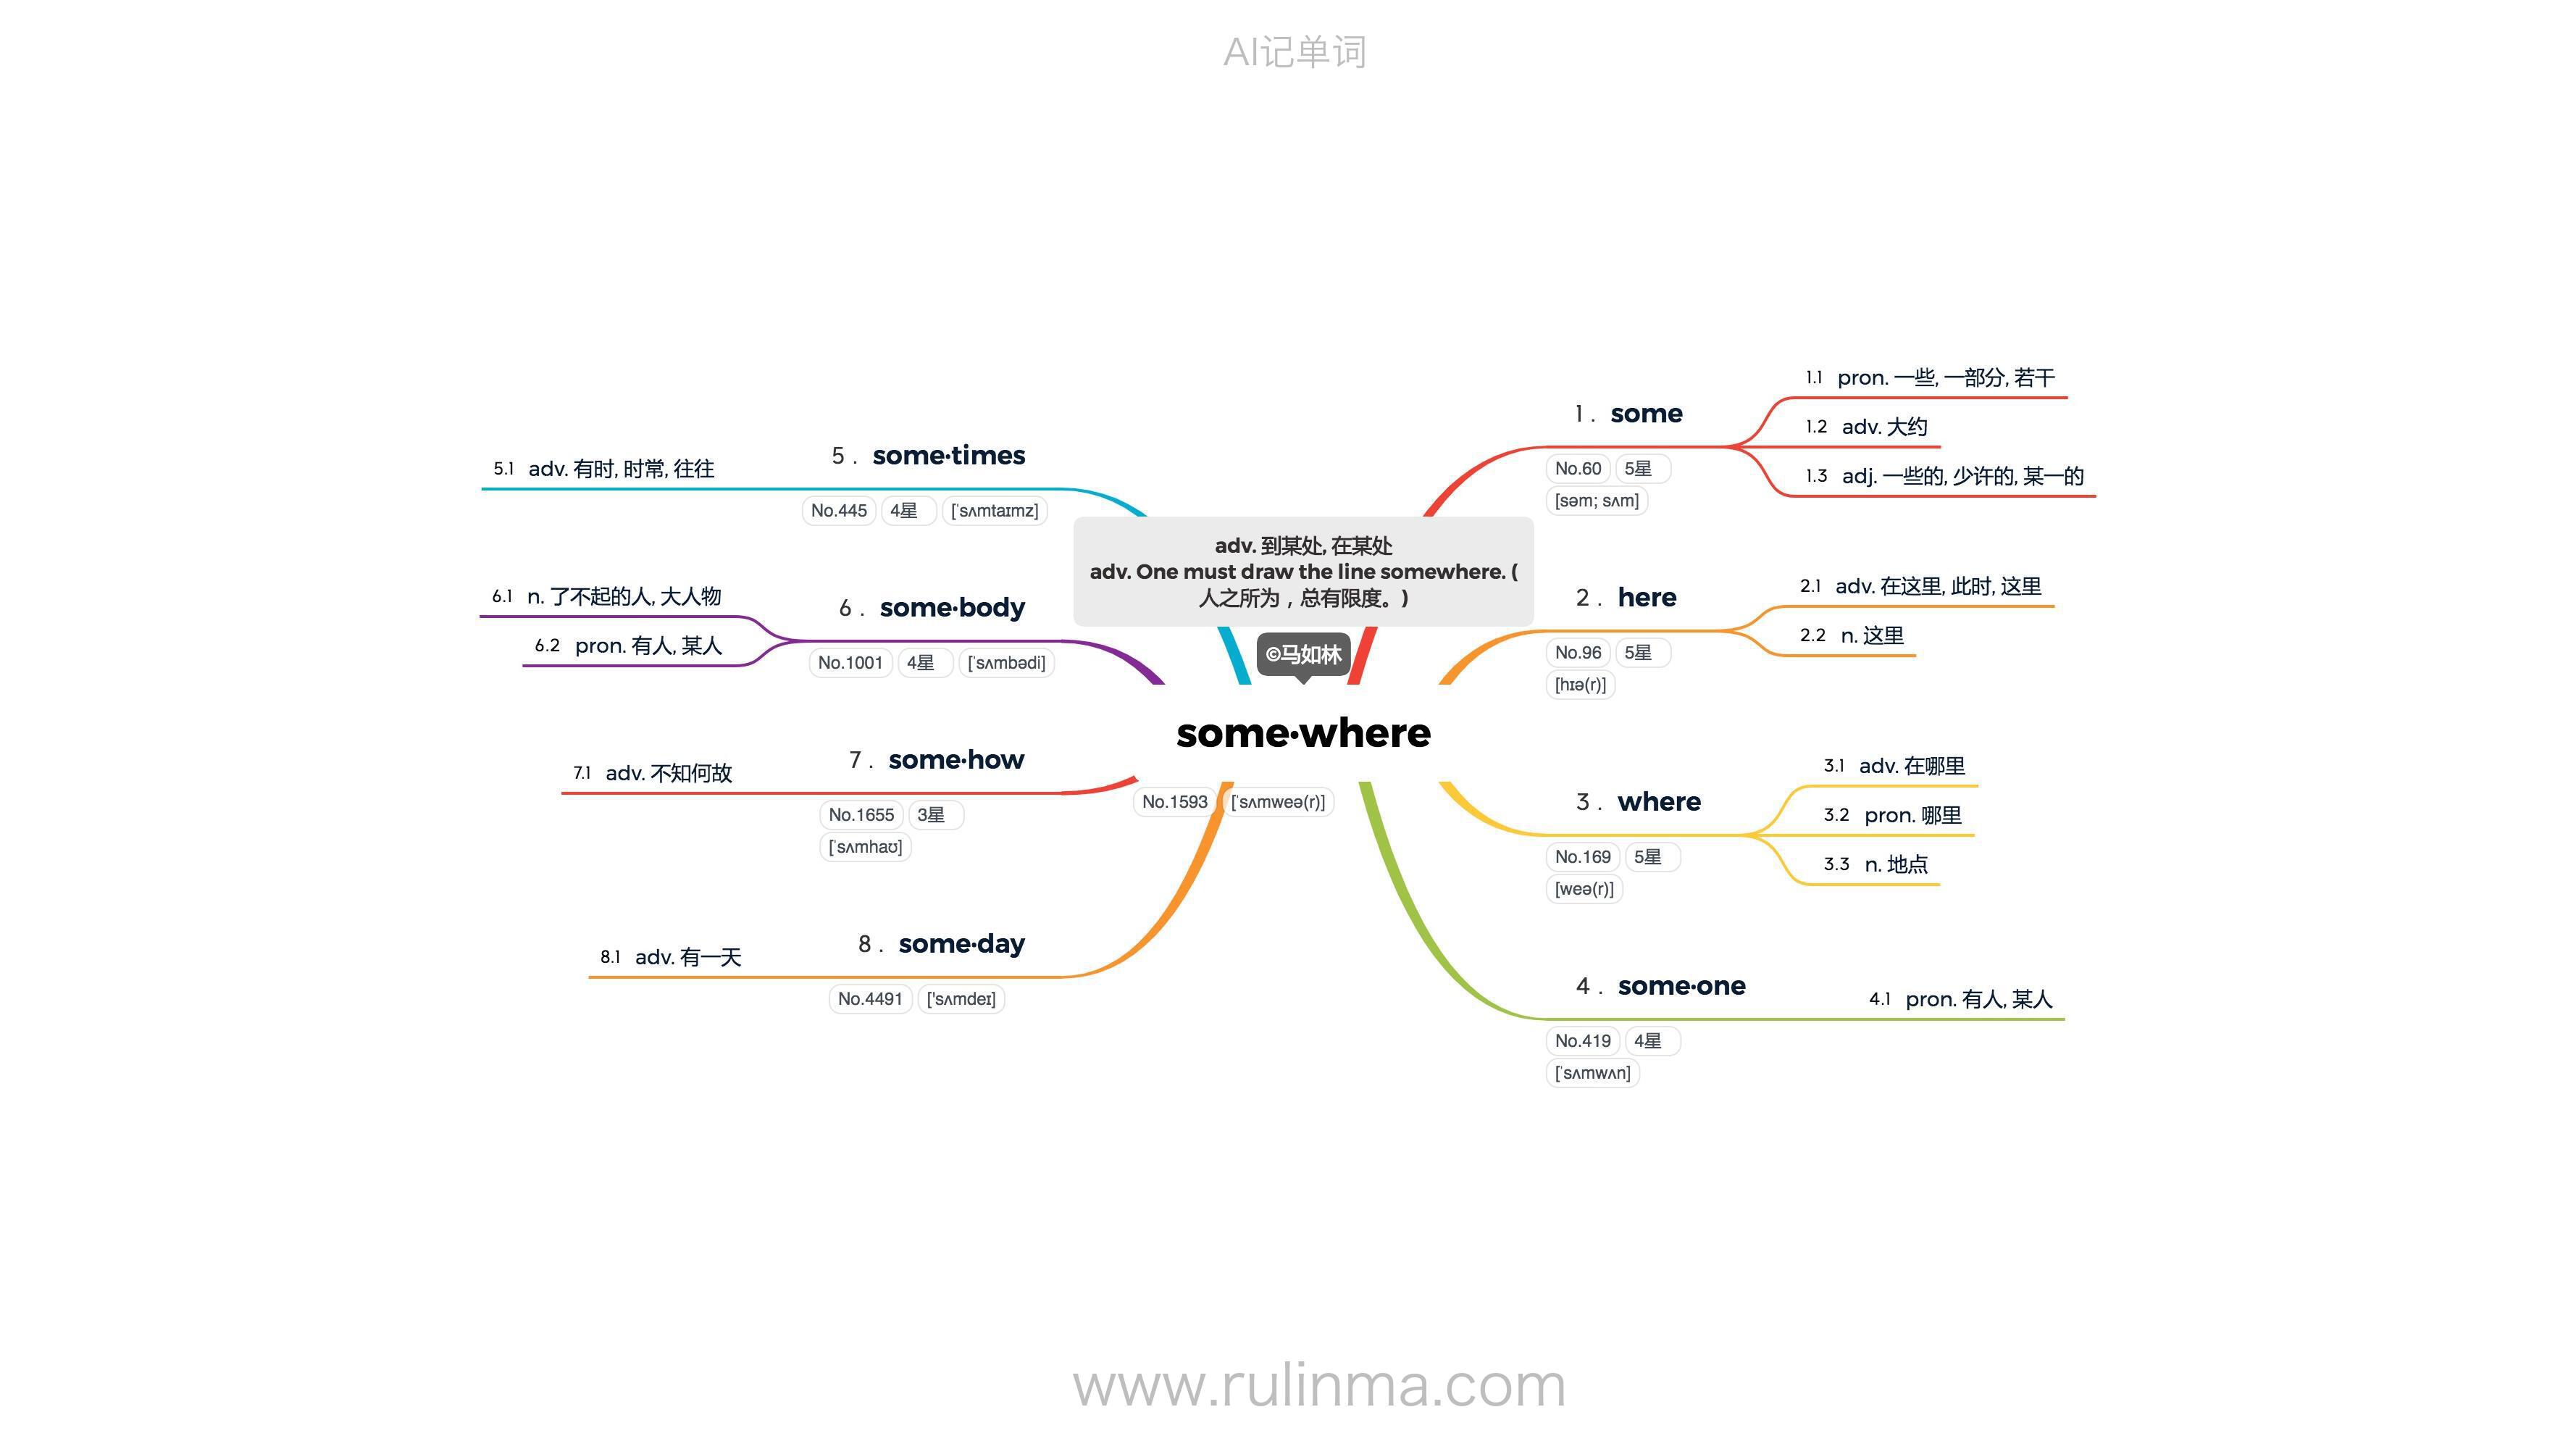 AI记单词
adv. 到某处, 在某处
adv. One must draw the line somewhere. (
人之所为，总有限度。)
©马如林
some·where
No.1593 [ˈsʌmweə(r)]
1. some
No.60 5星
[səm; sʌm]
1.1 pron. 一些, 一部分, 若干
1.2 adv. 大约
1.3 adj. 一些的, 少许的, 某一的
2. here
No.96 5星
[hɪə(r)]
2.1 adv. 在这里, 此时, 这里
2.2 n. 这里
3. where
No.169 5星
[weə(r)]
3.1 adv. 在哪里
3.2 pron. 哪里
3.3 n. 地点
4. some·one
No.419 4星
[ˈsʌmwʌn]
4.1 pron. 有人, 某人
5. some·times
No.445 4星 [ˈsʌmtaɪmz]
5.1 adv. 有时, 时常, 往往
6. some·body
No.1001 4星 [ˈsʌmbədi]
6.1 n. 了不起的人, 大人物
6.2 pron. 有人, 某人
7. some·how
No.1655 3星
[ˈsʌmhaʊ]
7.1 adv. 不知何故
8. some·day
No.4491 ['sʌmdeɪ]
8.1 adv. 有一天
www.rulinma.com